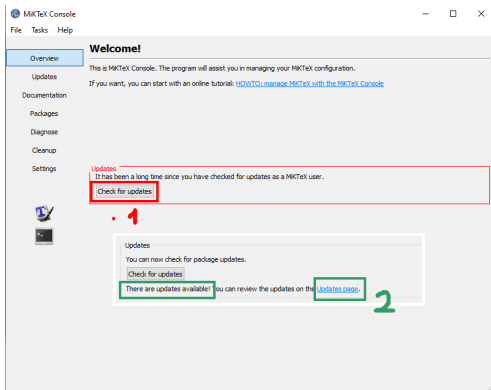 MiKTeX Console
File Tasks Help
Overview
Updates
Documentation
Packages
Diagnose
Cleanup
Settings
Welcome!
This is MiKTeX Console. The program will assist you in managing your MiKTeX configuration.
If you want, you can start with an online tutorial: HOWTO: manage MiKTeX with the MiKTeX Console
Updates
It has been a long time since you have checked for updates as a MiKTeX user.
Check for updates
1
Updates
You can now check for package updates.
Check for updates
There are updates available! You can review the updates on the Updates page.
2